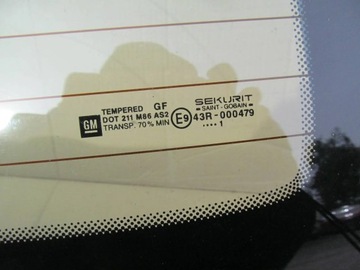 TEMPERED GF
DOT 211 M86 AS2
TRANSP. 70% MIN
GM
E9
SEKURIT
SAINT-GOBAIN
43R-000479
.... 1